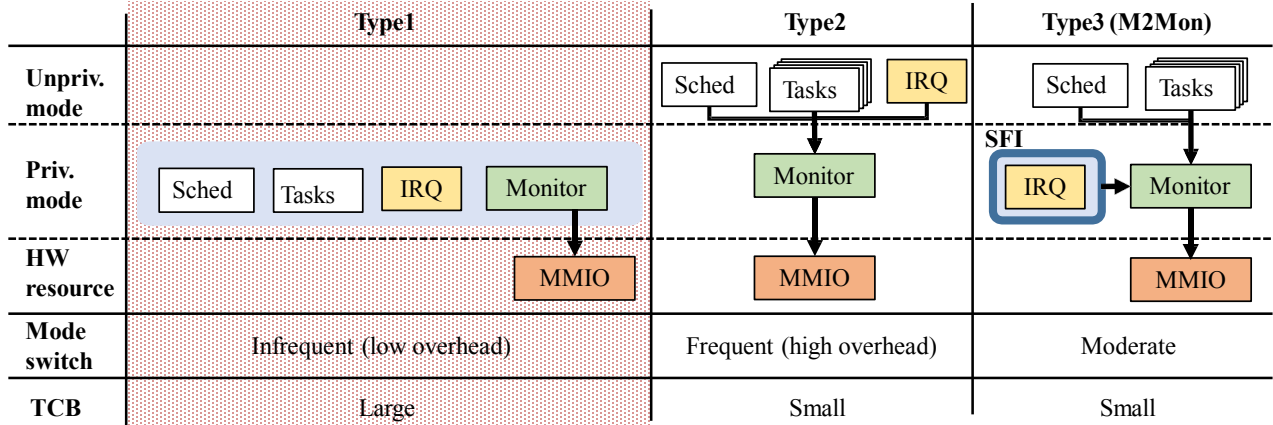 Type1 Type2 Type3 (M2Mon)
Unpriv.
mode
Sched Tasks IRQ Sched Tasks
Priv.
mode
Sched Tasks IRQ Monitor Monitor SFI IRQ Monitor
HW
resource
MMIO MMIO MMIO
Mode
switch
Infrequent (low overhead) Frequent (high overhead) Moderate
TCB Large Small Small